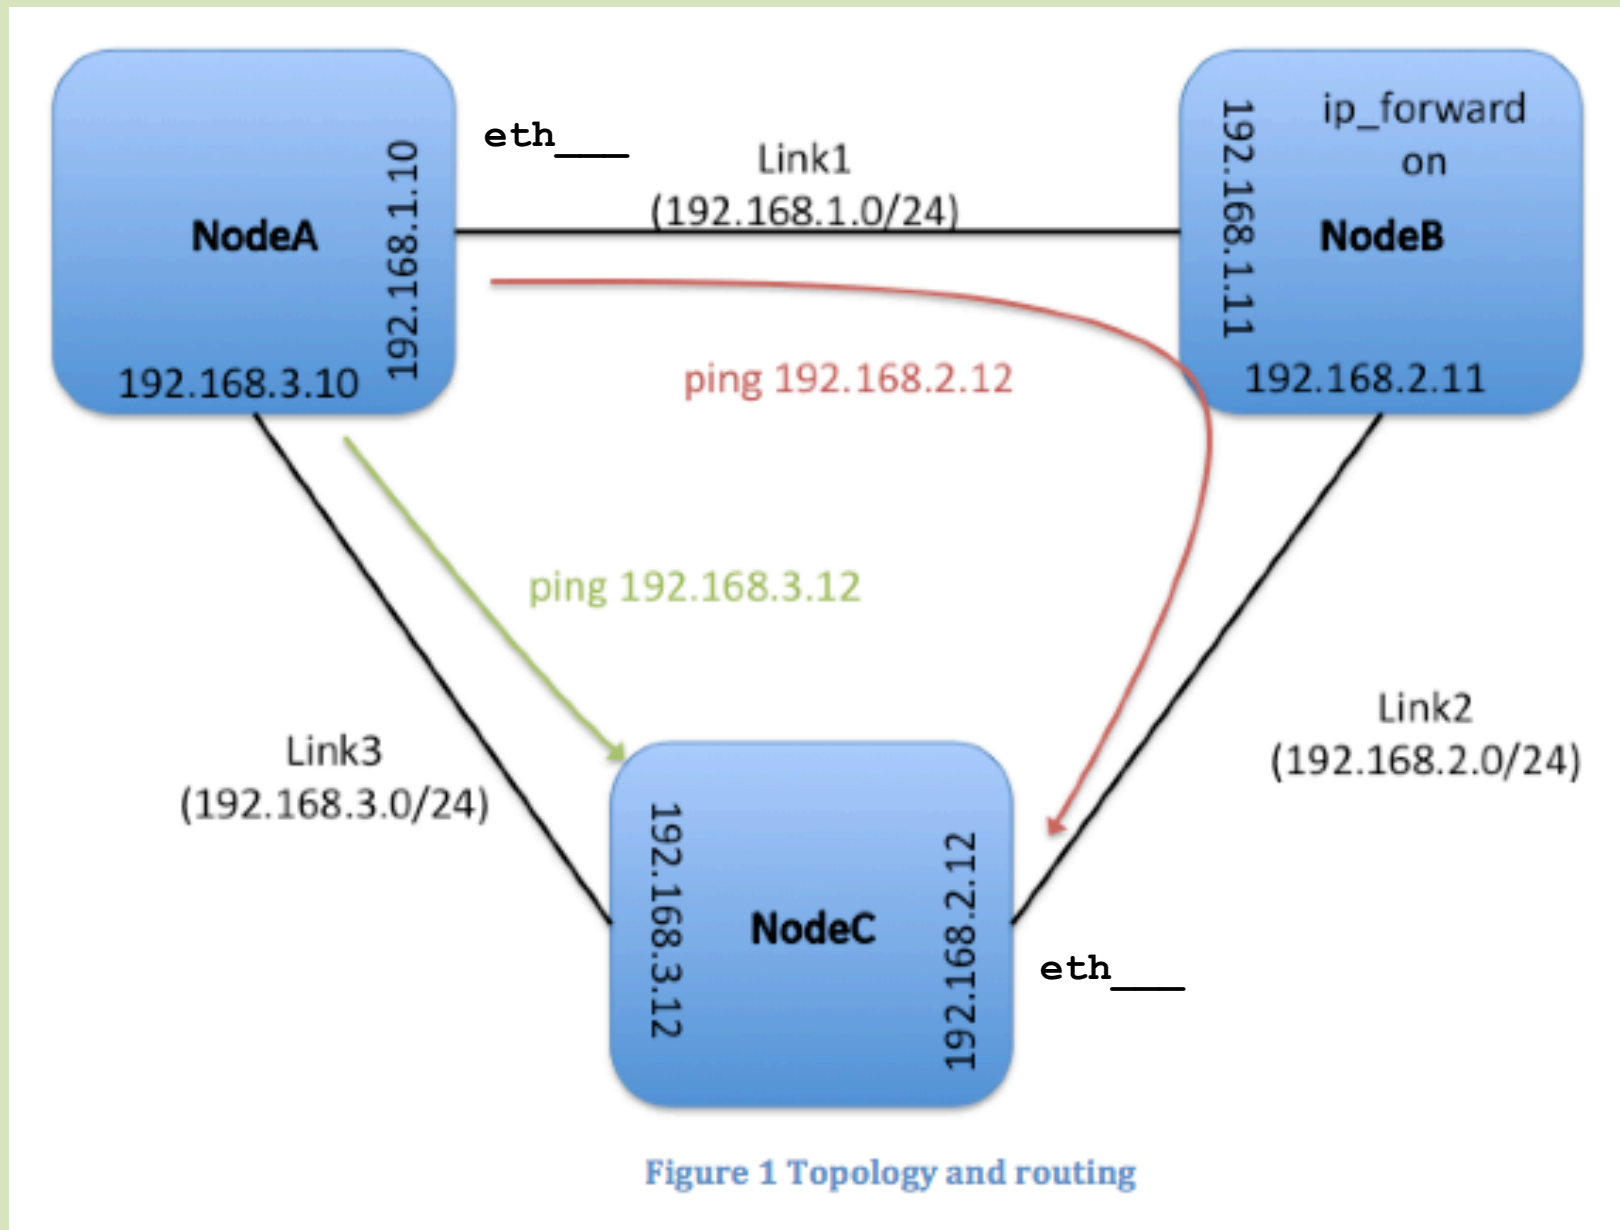 NodeA
192.168.1.10
192.168.3.10
eth___
Link1
(192.168.1.0/24)
192.168.1.11
ip_forward
on
NodeB
192.168.2.11
ping 192.168.2.12
ping 192.168.3.12
Link3
(192.168.3.0/24)
Link2
(192.168.2.0/24)
192.168.3.12
NodeC
192.168.2.12
eth___
Figure 1 Topology and routing